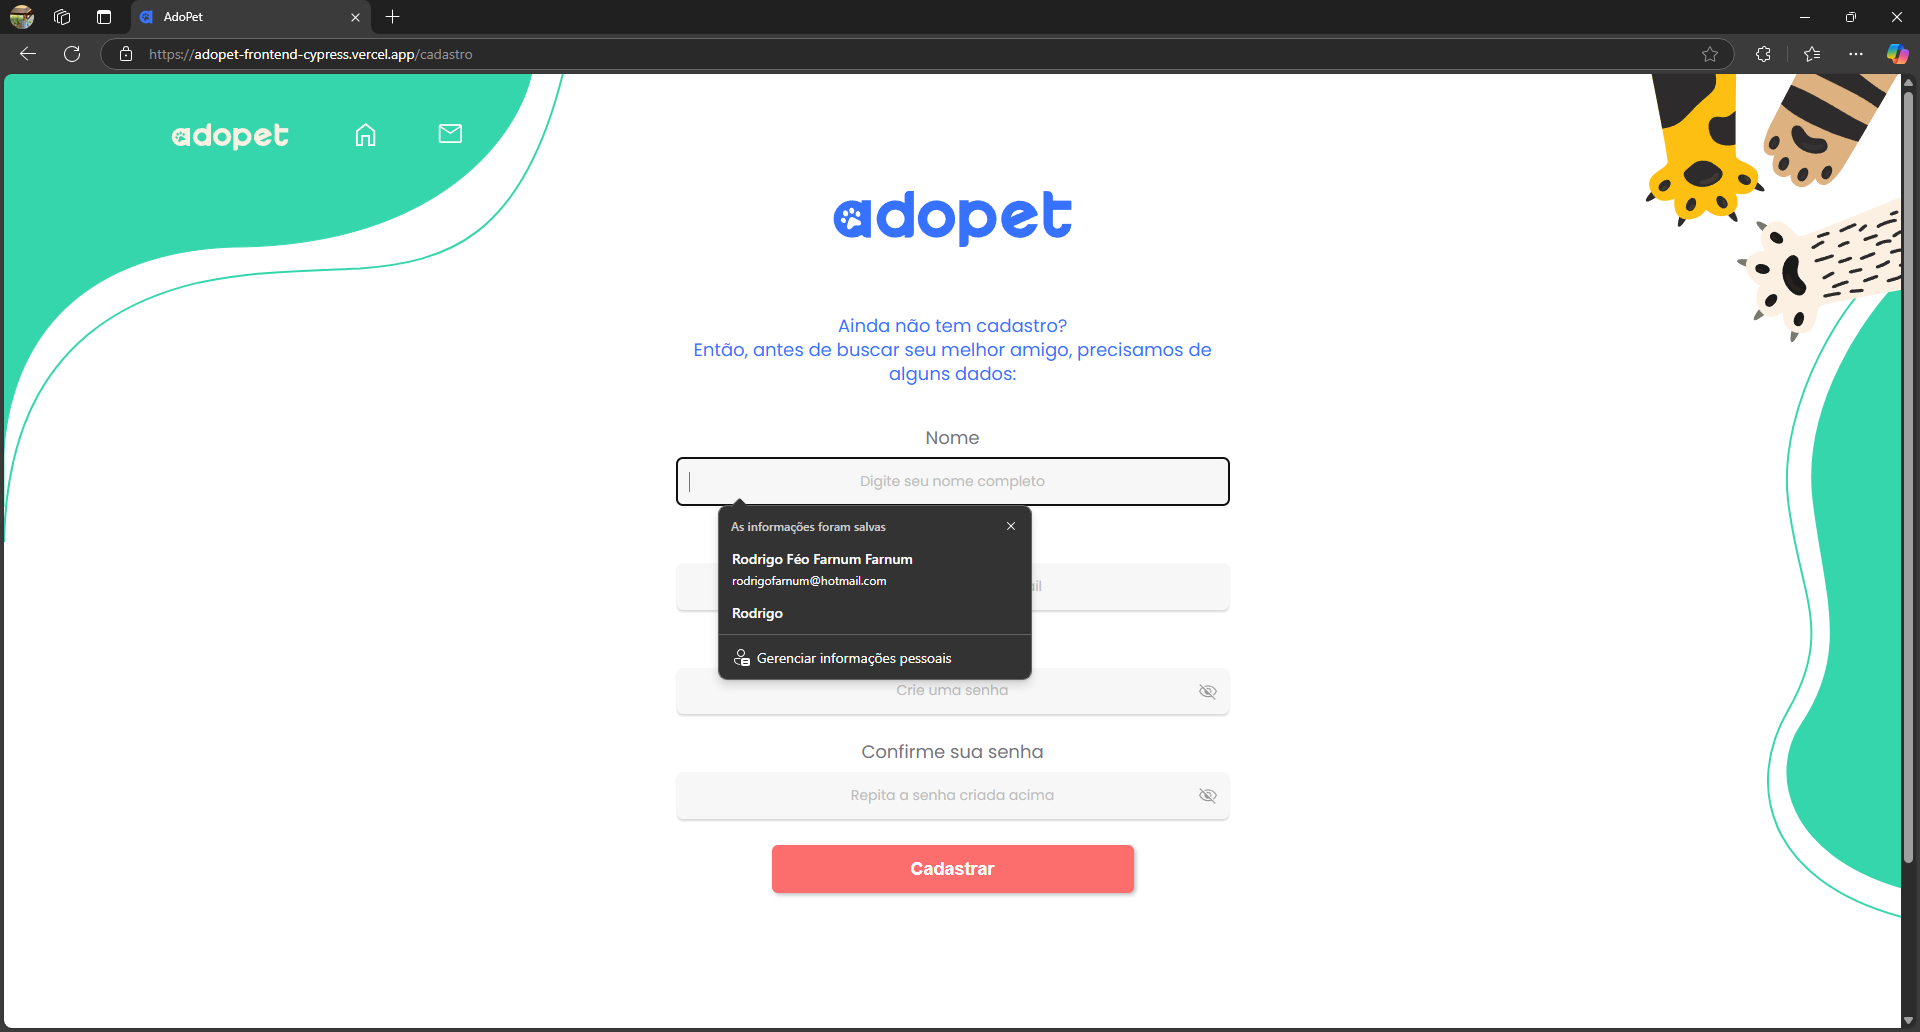 AdoPet
https://adopet-frontend-cypress.vercel.app/cadastro
adopet
adopet
Ainda não tem cadastro?
Então, antes de buscar seu melhor amigo, precisamos de
alguns dados:
Nome
Digite seu nome completo
As informações foram salvas
Rodrigo Féo Farnum Farnum
rodrigofarnum@hotmail.com
Rodrigo
Gerenciar informações pessoais
Crie uma senha
Confirme sua senha
Repita a senha criada acima
Cadastrar